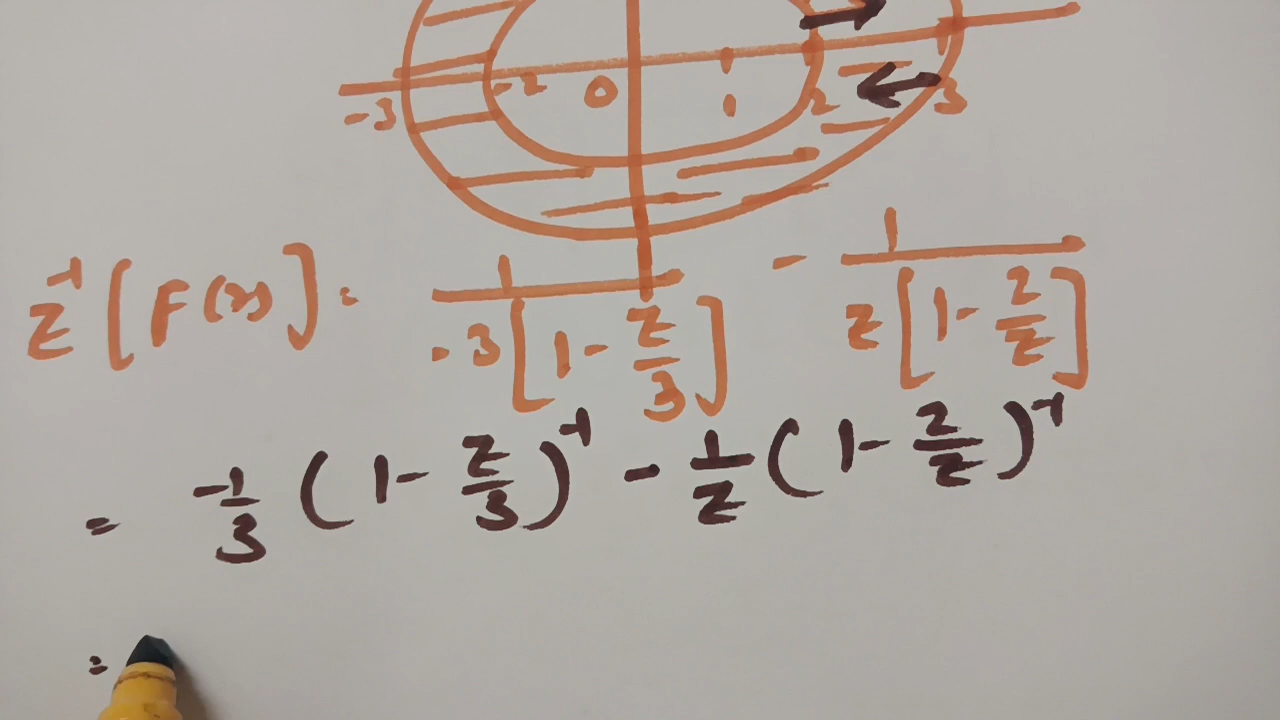 -3 -2 0 1 2 3
z⁻¹[F(z)] = 1/(-3[1 - z/3]) - 1/(z[1 - 2/z])
= -1/3 (1 - z/3)⁻¹ - 1/z (1 - 2/z)⁻¹
=